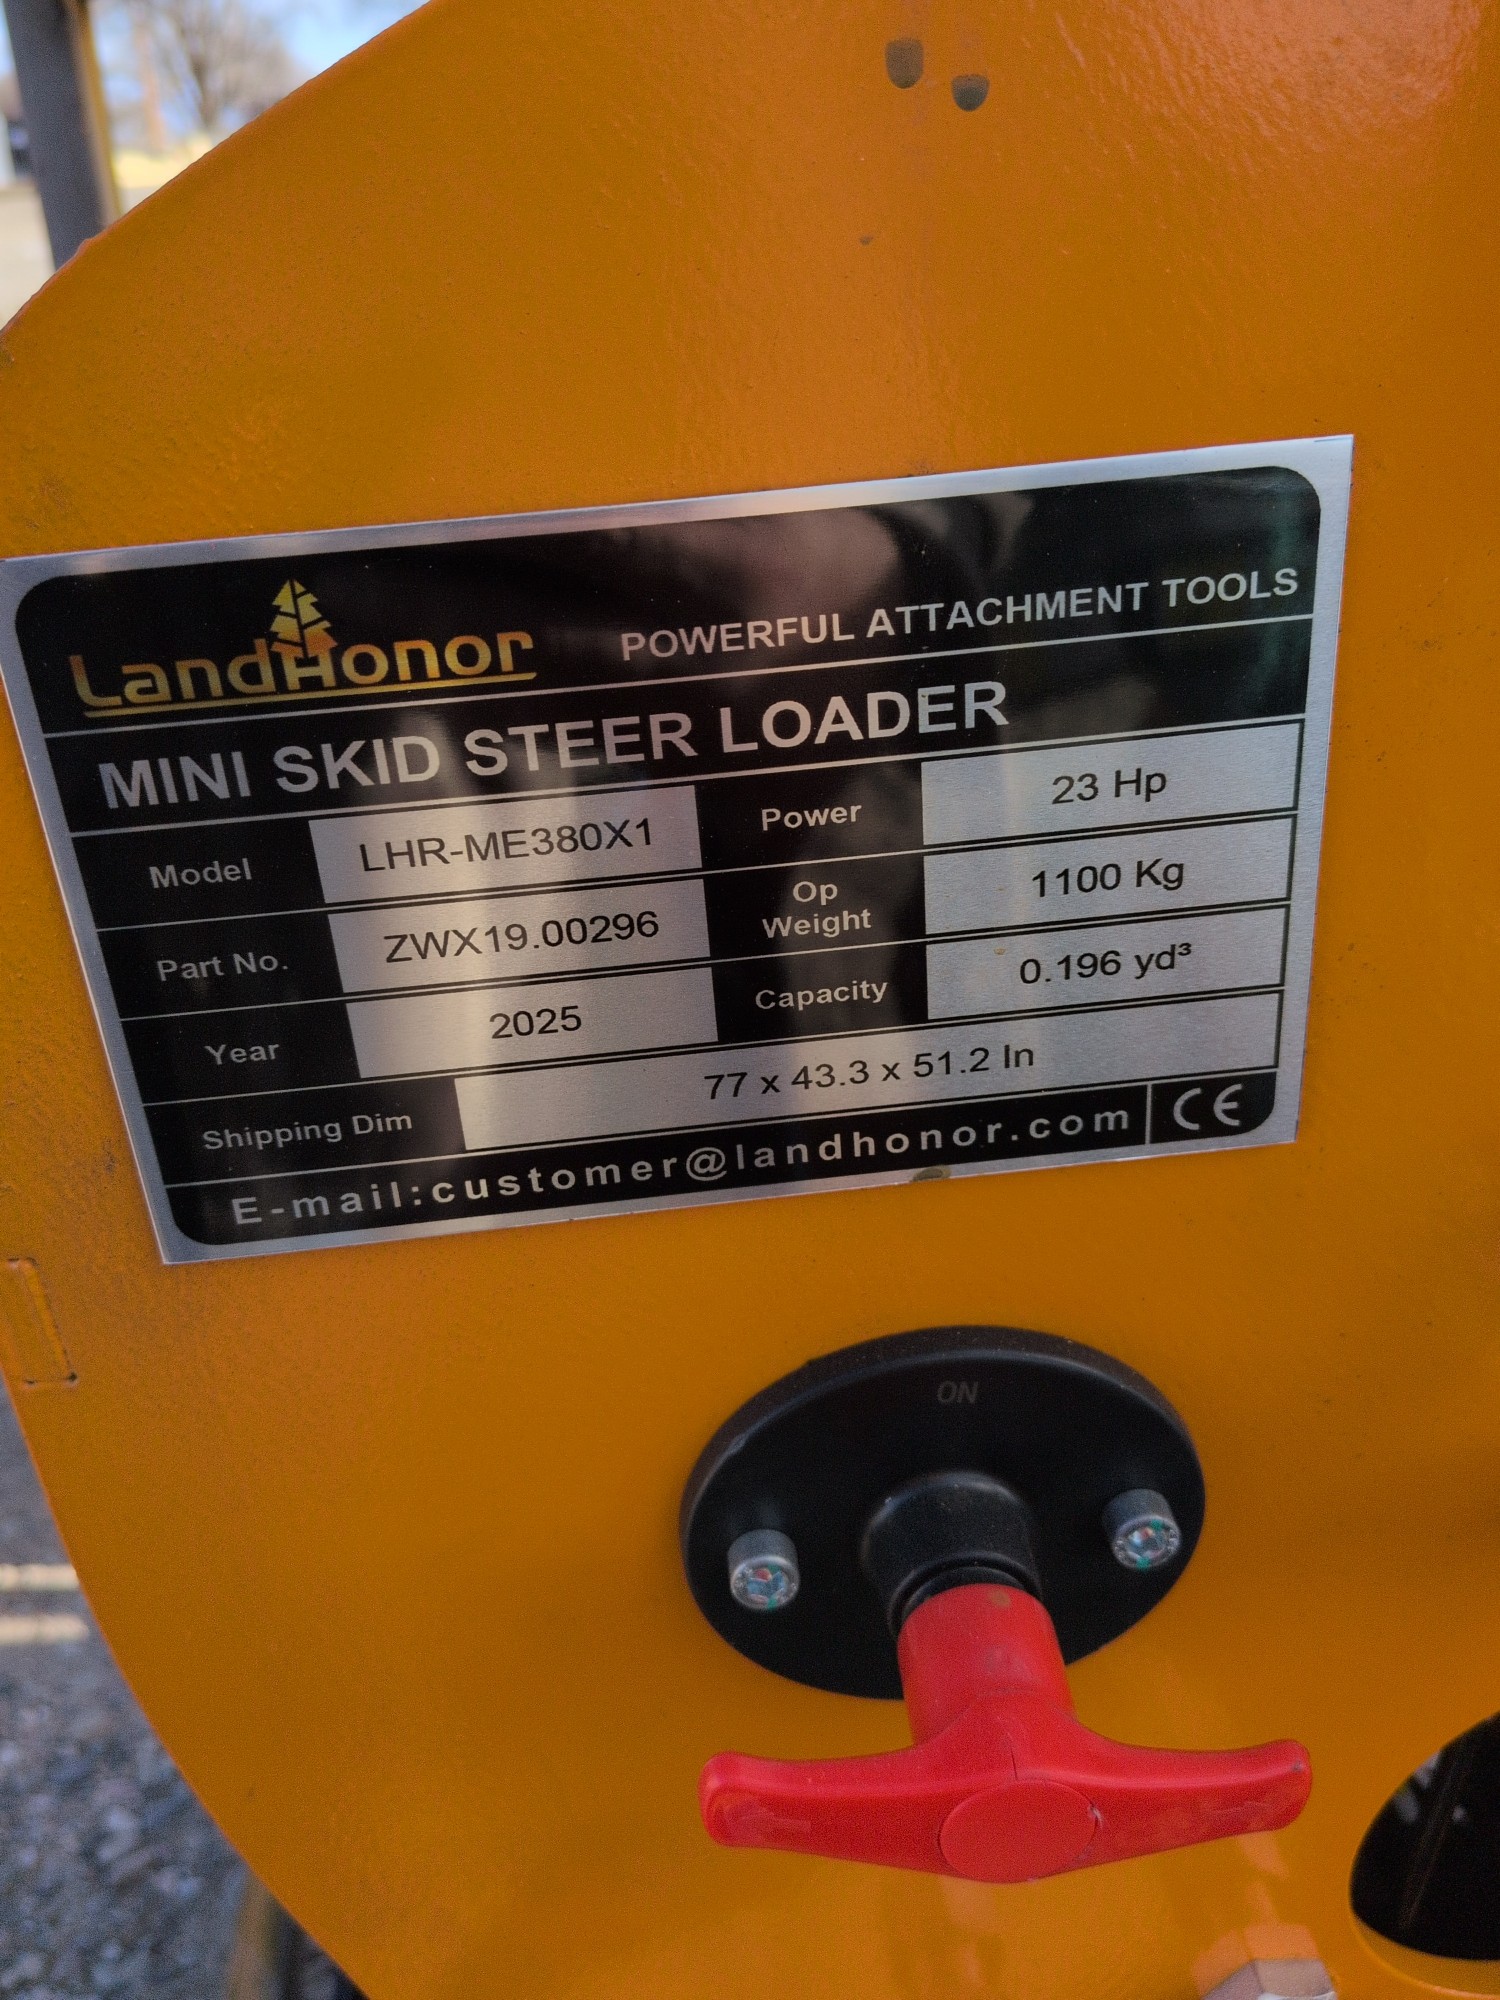 LandHonor POWERFUL ATTACHMENT TOOLS
MINI SKID STEER LOADER
Model LHR-ME380X1 Power 23 Hp
Part No. ZWX19.00296 Op Weight 1100 Kg
Year 2025 Capacity 0.196 yd³
Shipping Dim 77 x 43.3 x 51.2 In
E-mail:customer@landhonor.com CE
ON